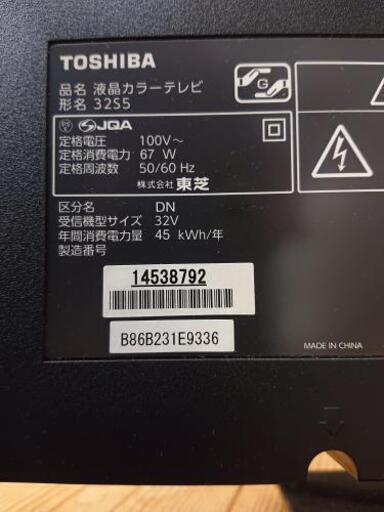 TOSHIBA
品名 液晶カラーテレビ
形名 32S5
G
JQA
定格電圧 100V～
定格消費電力 67 W
定格周波数 50/60 Hz
株式会社 東芝
区分名 DN
受信機型サイズ 32V
年間消費電力量 45 kWh/年
製造番号
14538792
B86B231E9336
MADE IN CHINA